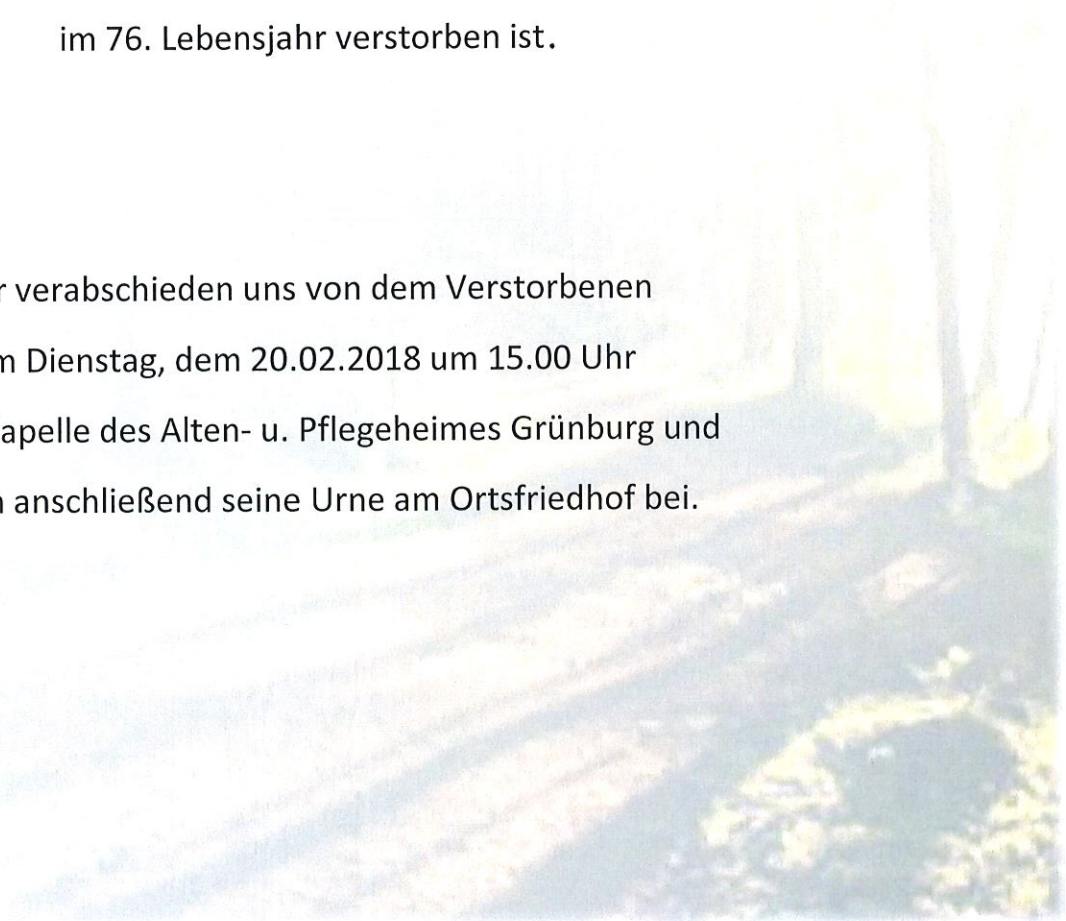 im 76. Lebensjahr verstorben ist.
verabschieden uns von dem Verstorbenen
Dienstag, dem 20.02.2018 um 15.00 Uhr
des Alten- u. Pflegeheimes Grünburg und
anschließend seine Urne am Ortsfriedhof bei.